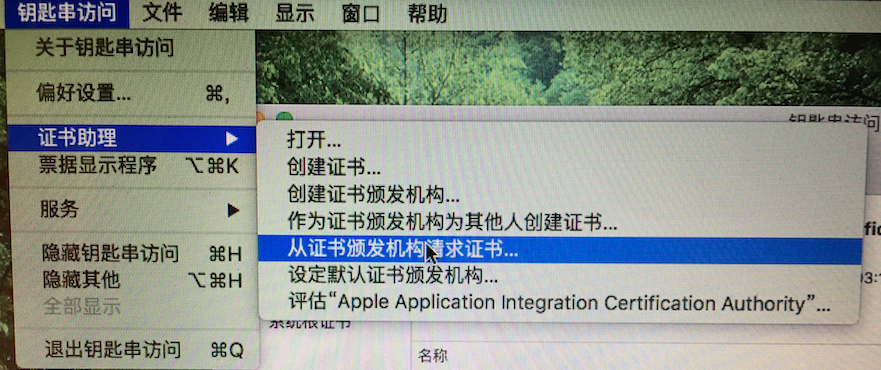 钥匙串访问 文件 编辑 显示 窗口 帮助
关于钥匙串访问
偏好设置... ⌘,
钥匙串访问
证书助理 ▶
打开...
票据显示程序 ⌥⌘K
创建证书...
创建证书颁发机构...
服务 ▶
作为证书颁发机构为其他人创建证书...
隐藏钥匙串访问 ⌘H
从证书颁发机构请求证书...
隐藏其他 ⌥⌘H
设定默认证书颁发机构...
全部显示
评估“Apple Application Integration Certification Authority”...
系统根证书
退出钥匙串访问 ⌘Q
名称